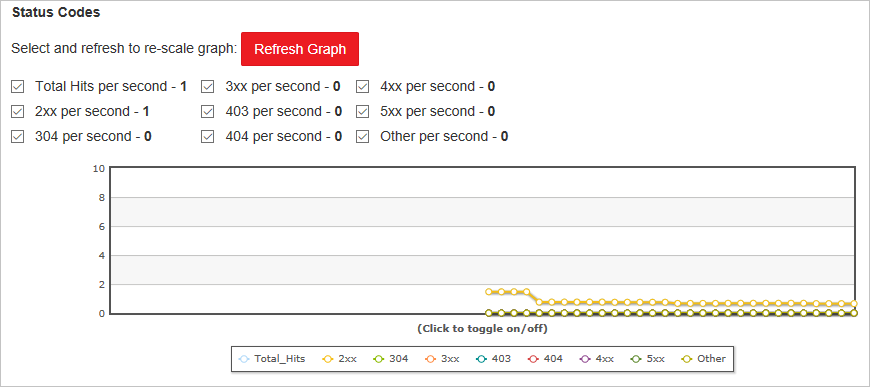 Status Codes
Select and refresh to re-scale graph: Refresh Graph
Total Hits per second - 1 3xx per second - 0 4xx per second - 0
2xx per second - 1 403 per second - 0 5xx per second - 0
304 per second - 0 404 per second - 0 Other per second - 0
10
8
6
4
2
0
(Click to toggle on/off)
Total_Hits 2xx 304 3xx 403 404 4xx 5xx Other